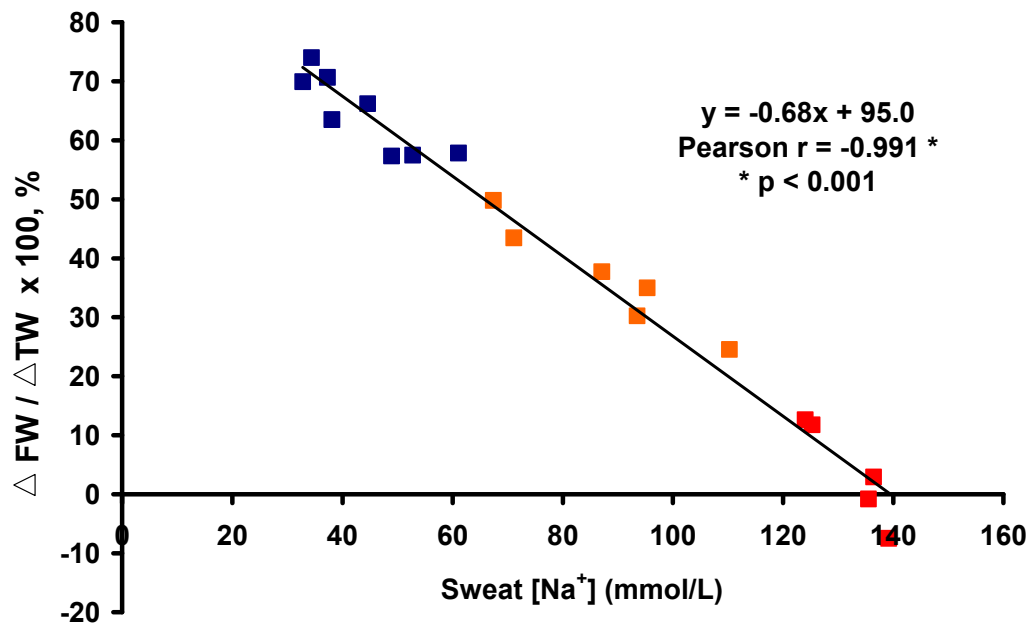 80
70
60
50
40
30
20
10
0
-10
-20
0 20 40 60 80 100 120 140 160
△ FW / △TW x 100, %
y = -0.68x + 95.0
Pearson r = -0.991 *
* p < 0.001
Sweat [Na⁺] (mmol/L)